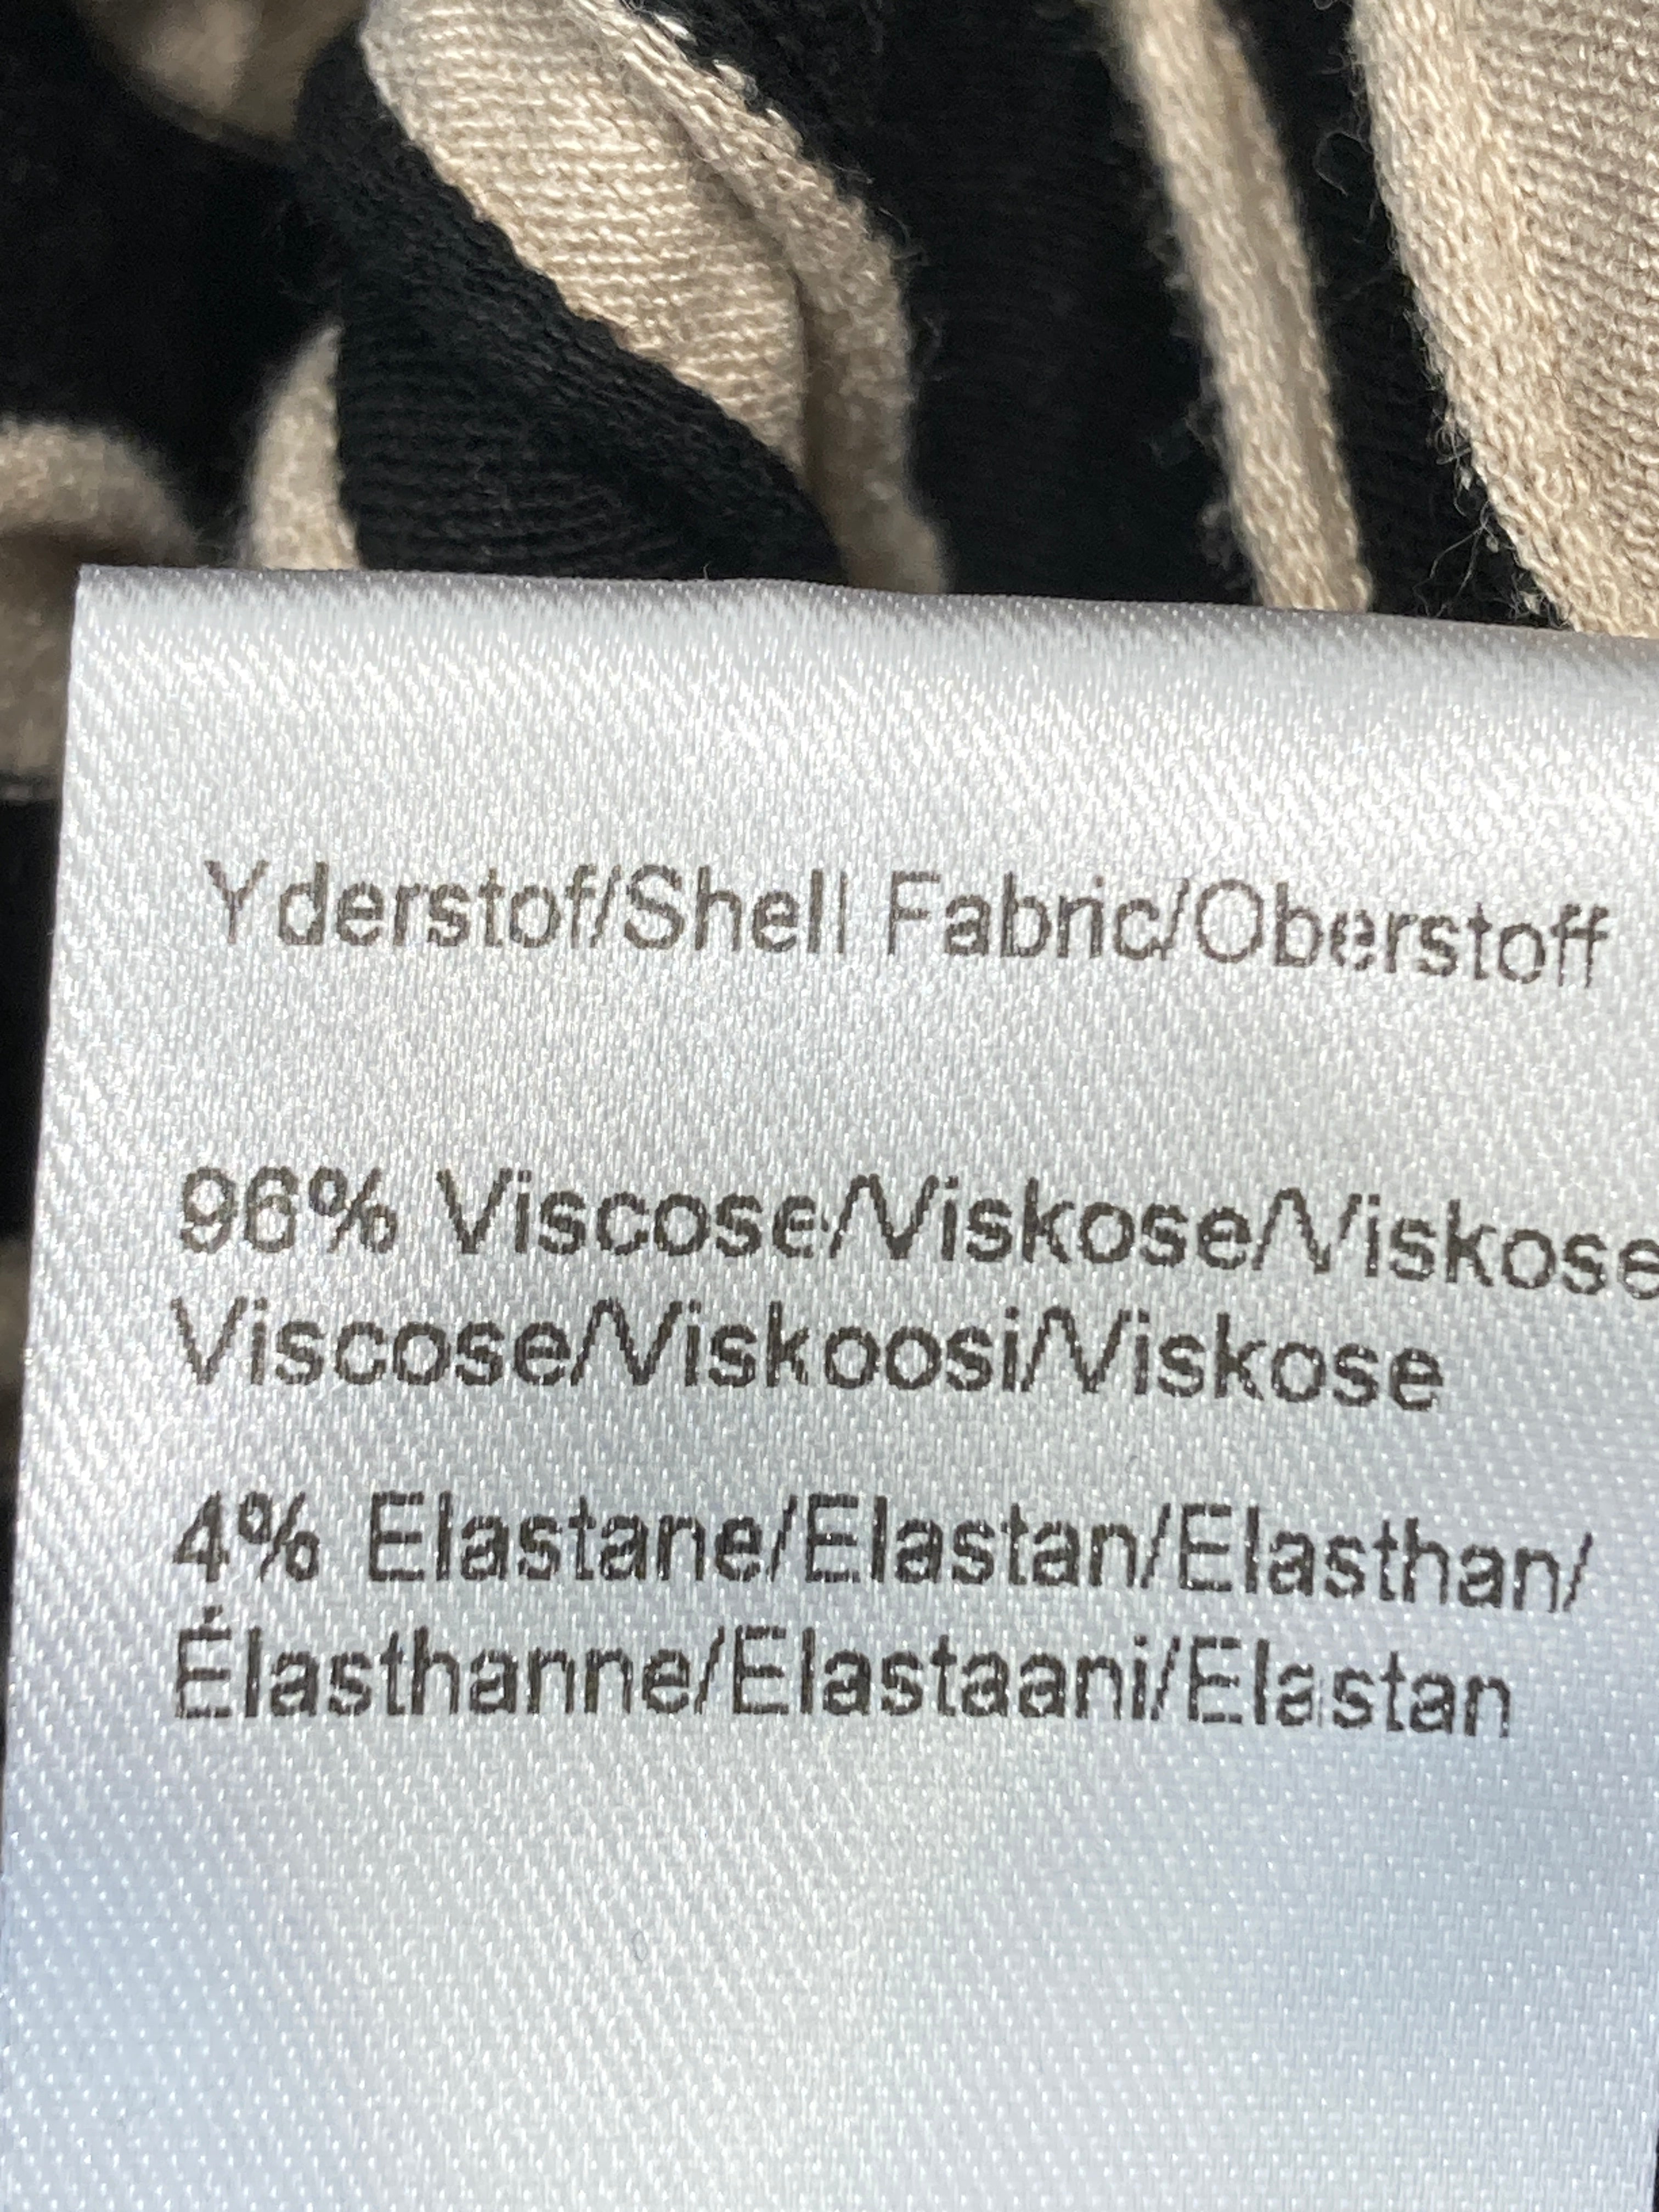 Yderstof/Shell Fabric/Oberstoff
96% Viscose/Viskose/Viskose
Viscose/Viskoosi/Viskose
4% Elastane/Elastan/Elasthan/
Élasthanne/Elastaani/Elastan